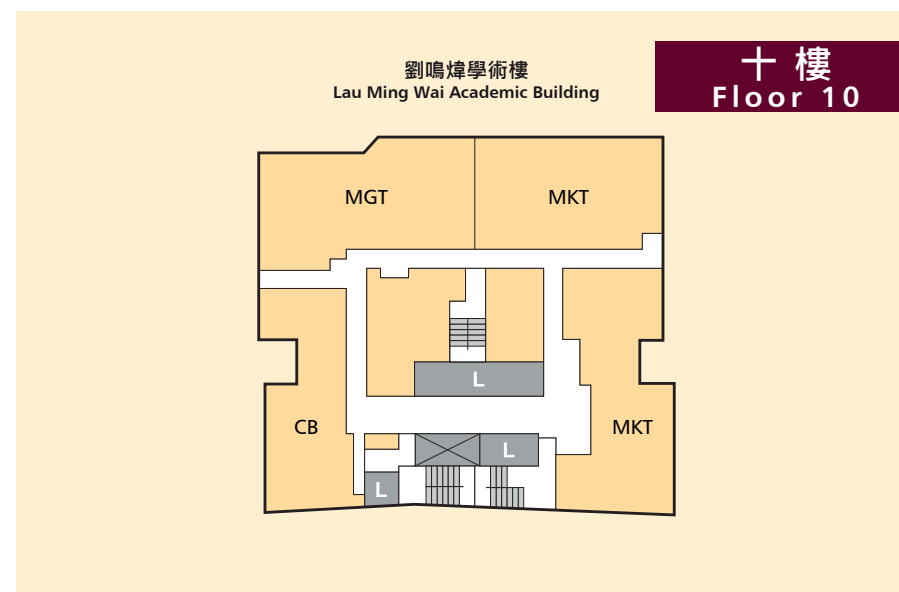 劉鳴煒學術樓
Lau Ming Wai Academic Building
十樓
Floor 10
MGT
MKT
L
CB
MKT
L
L